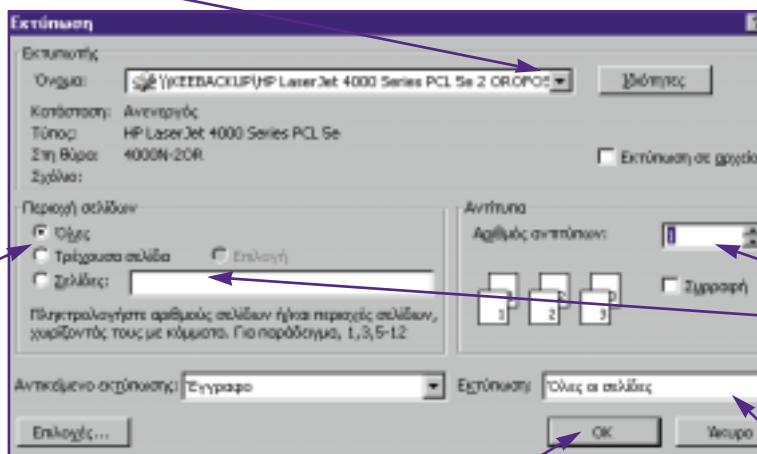 Εκτύπωση
Εκτυπωτής
Όνομα: \\KEEBACKUP\HP LaserJet 4000 Series PCL 5e 2 OROFOS
Ιδιότητες
Κατάσταση: Ανενεργός
Τύπος: HP LaserJet 4000 Series PCL 5e
Στη θύρα: 4000N-2OR
Εκτύπωση σε αρχείο
Σχόλια:
Περιοχή σελίδων
Όλες
Τρέχουσα σελίδα Επιλογή
Σελίδες:
Πληκτρολογήστε αριθμούς σελίδων ή/και περιοχές σελίδων,
χωρίζοντάς τους με κόμματα. Για παράδειγμα, 1,3,5-12
Αντίτυπα
Αριθμός αντιτύπων: 1
1 2 3
Συρραφή
Αντικείμενο εκτύπωσης: Έγγραφο
Εκτύπωση: Όλες οι σελίδες
Επιλογές...
OK
Άκυρο